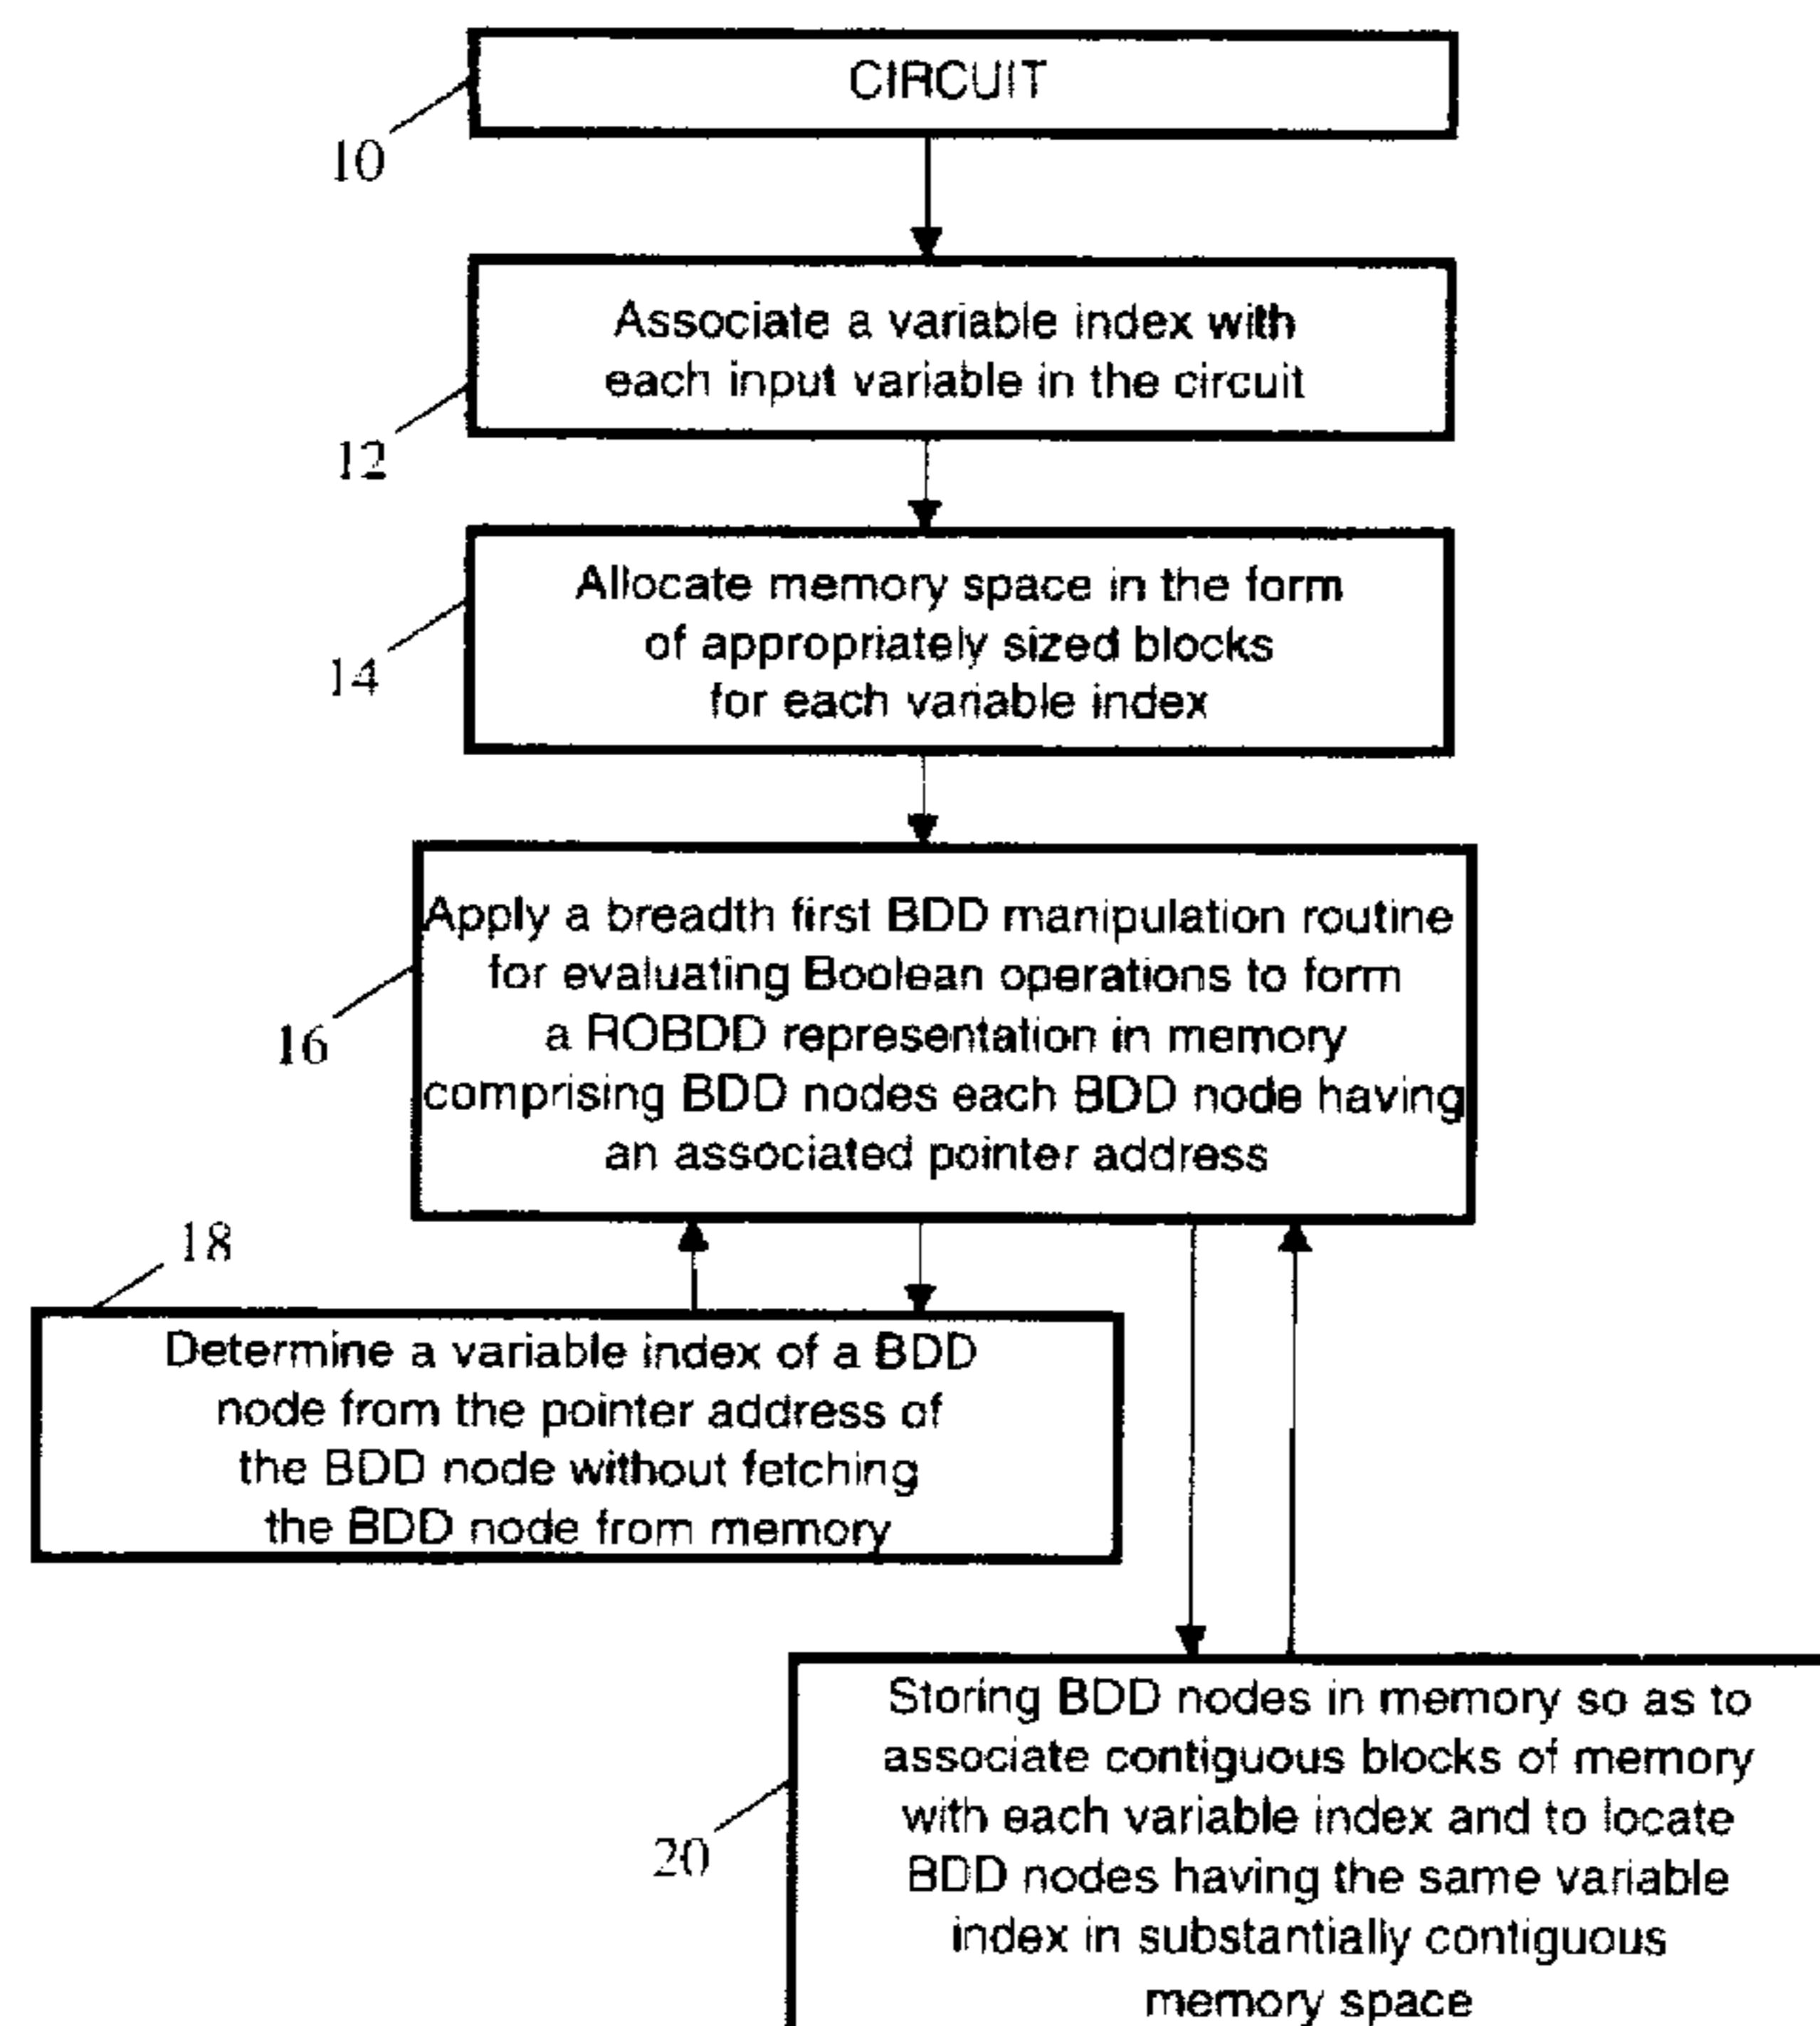 CIRCUIT
10
Associate a variable index with
each input variable in the circuit
12
Allocate memory space in the form
of appropriately sized blocks
for each variable index
14
Apply a breadth first BDD manipulation routine
for evaluating Boolean operations to form
a ROBDD representation in memory
comprising BDD nodes each BDD node having
an associated pointer address
16
18
Determine a variable index of a BDD
node from the pointer address of
the BDD node without fetching
the BDD node from memory
Storing BDD nodes in memory so as to
associate contiguous blocks of memory
with each variable index and to locate
BDD nodes having the same variable
index in substantially contiguous
memory space
20